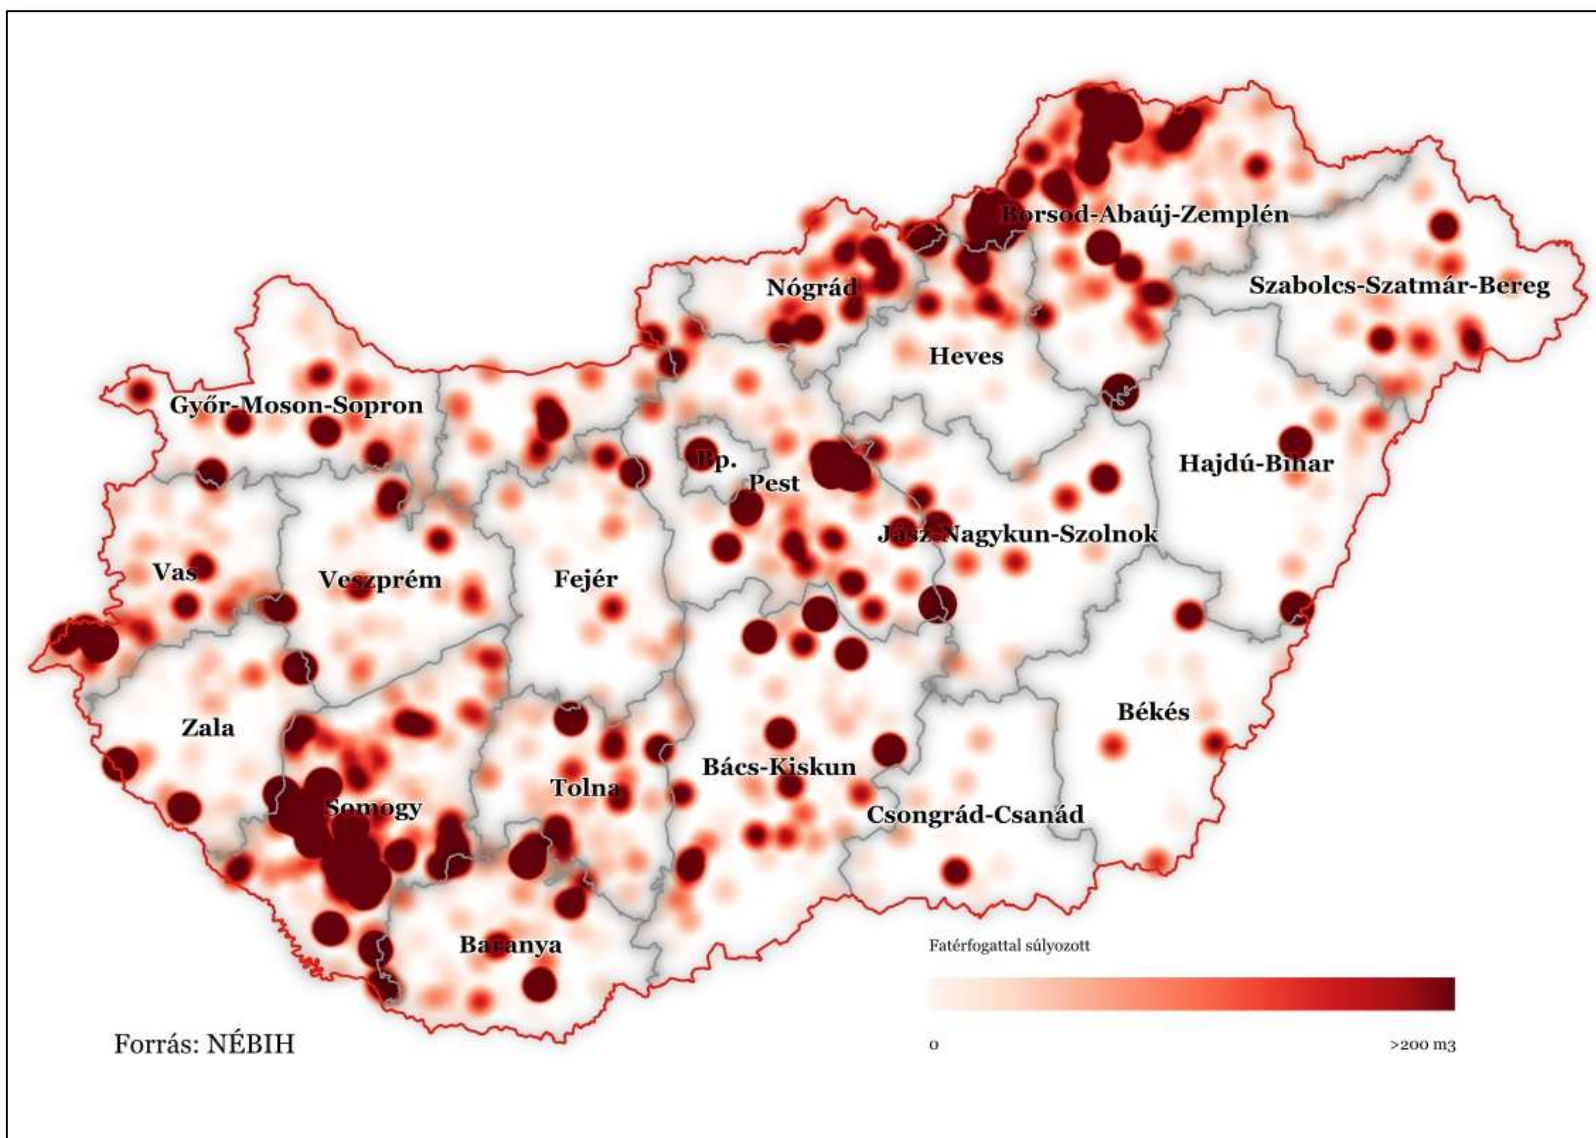 Borsod-Abaúj-Zemplén
Szabolcs-Szatmár-Bereg
Nógrád
Heves
Győr-Moson-Sopron
Bp.
Pest
Hajdú-Bihar
Jász-Nagykun-Szolnok
Vas
Veszprém
Fejér
Zala
Békés
Bács-Kiskun
Tolna
Somogy
Csongrád-Csanád
Baranya
Fatérfogattal súlyozott
0
>200 m3
Forrás: NÉBIH